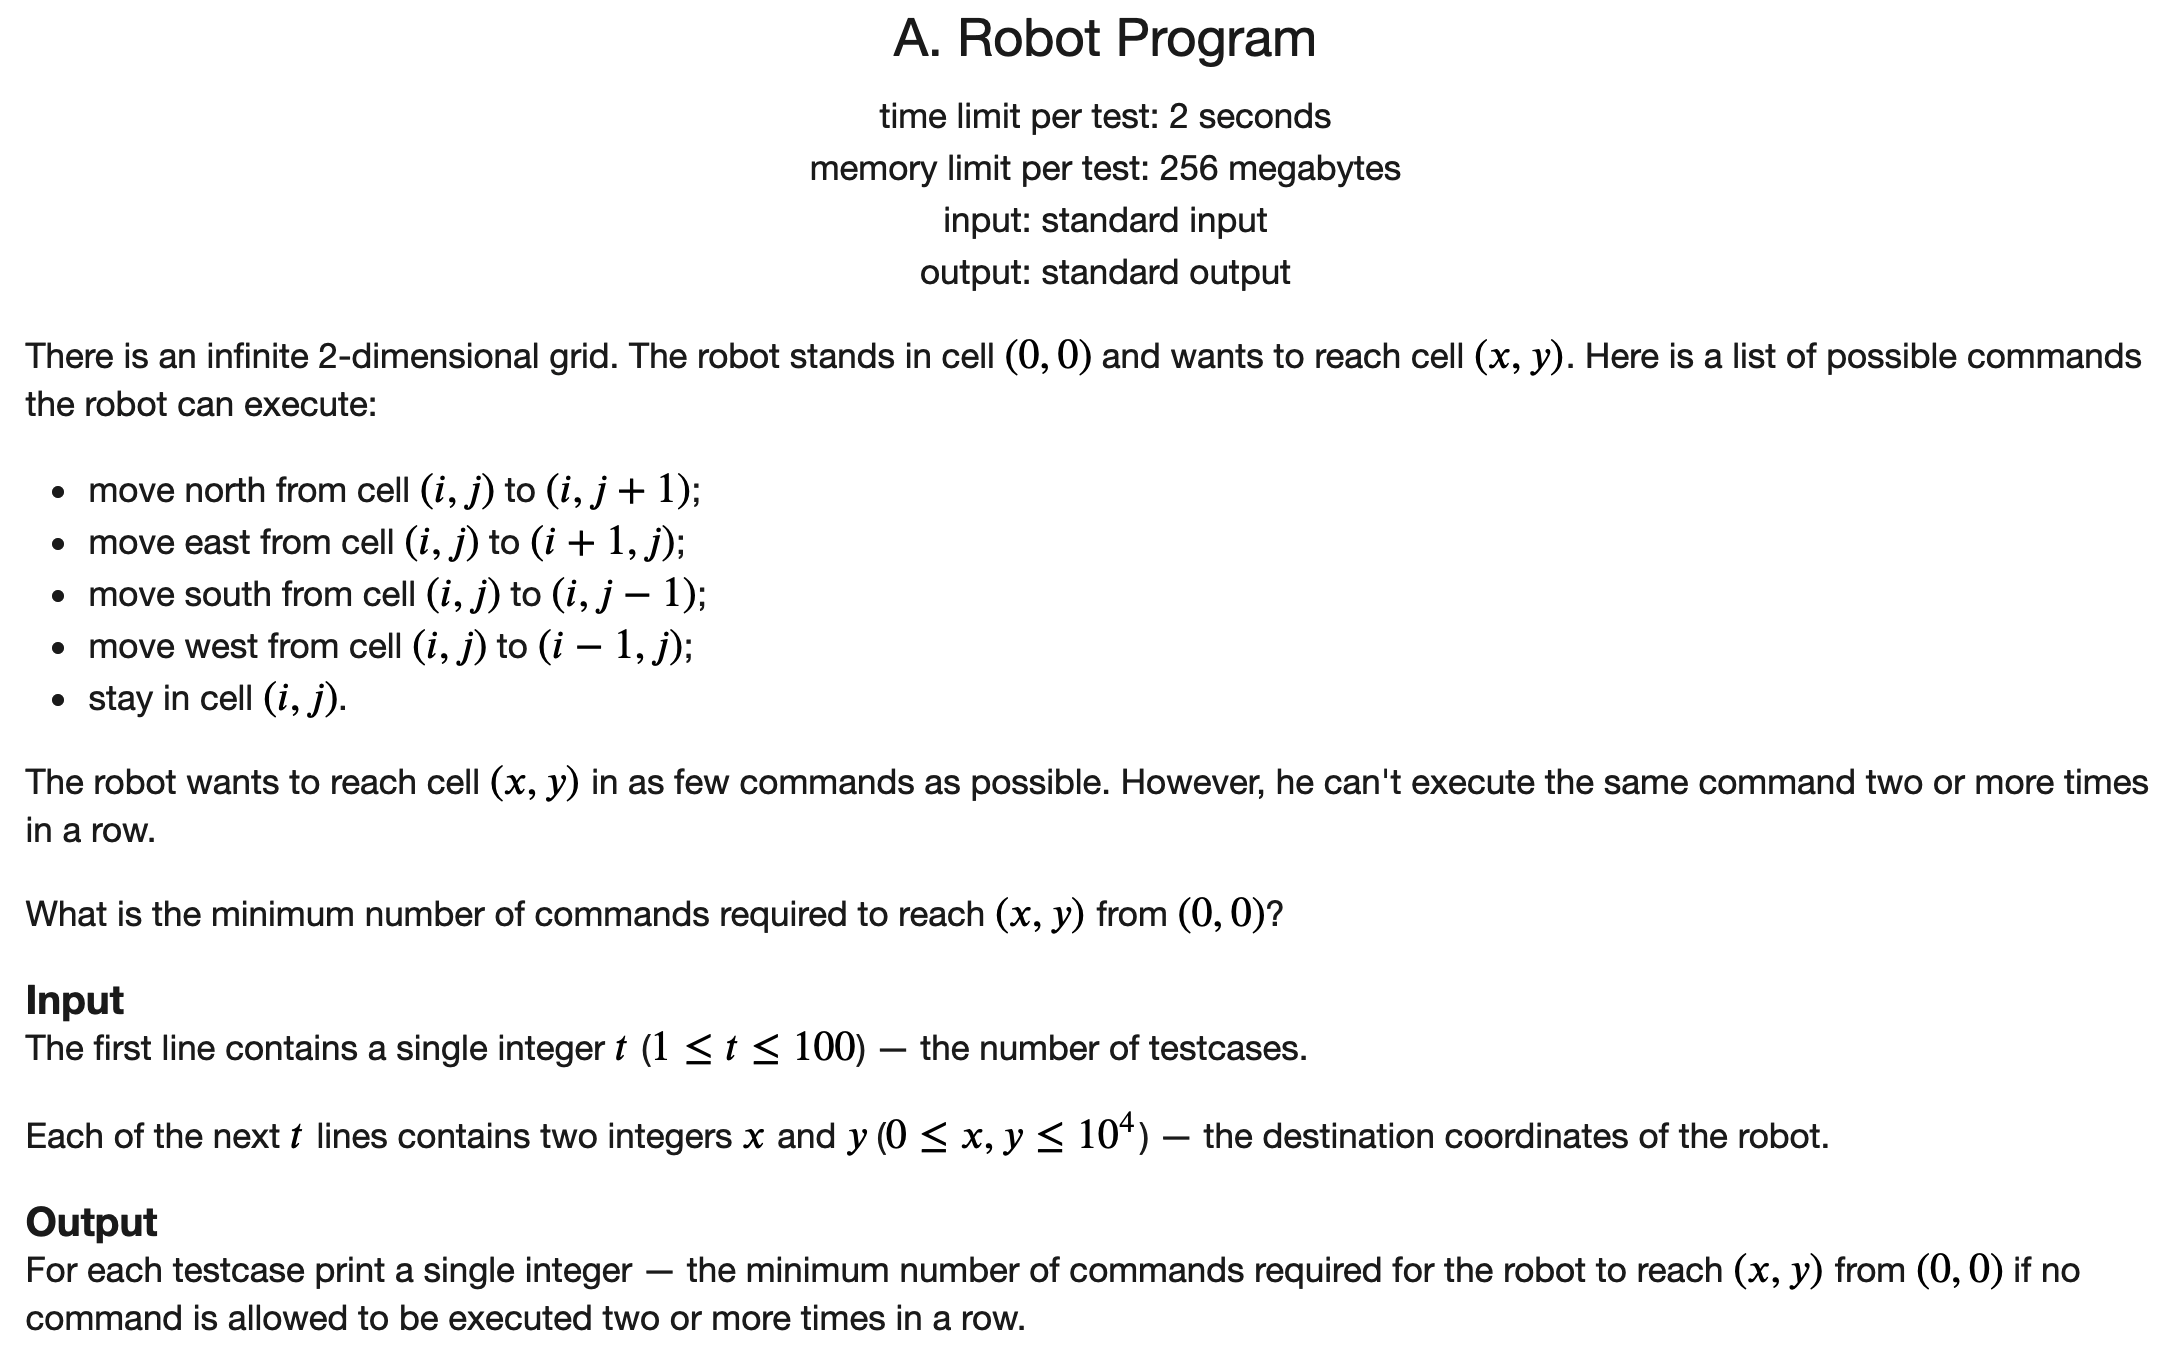 A. Robot Program
time limit per test: 2 seconds
memory limit per test: 256 megabytes
input: standard input
output: standard output
There is an infinite 2-dimensional grid. The robot stands in cell (0, 0) and wants to reach cell (x, y). Here is a list of possible commands
the robot can execute:
• move north from cell (i, j) to (i, j + 1);
• move east from cell (i, j) to (i + 1, j);
• move south from cell (i, j) to (i, j − 1);
• move west from cell (i, j) to (i − 1, j);
• stay in cell (i, j).
The robot wants to reach cell (x, y) in as few commands as possible. However, he can't execute the same command two or more times
in a row.
What is the minimum number of commands required to reach (x, y) from (0, 0)?
Input
The first line contains a single integer t (1 ≤ t ≤ 100) — the number of testcases.
Each of the next t lines contains two integers x and y (0 ≤ x, y ≤ 10⁴) — the destination coordinates of the robot.
Output
For each testcase print a single integer — the minimum number of commands required for the robot to reach (x, y) from (0, 0) if no
command is allowed to be executed two or more times in a row.